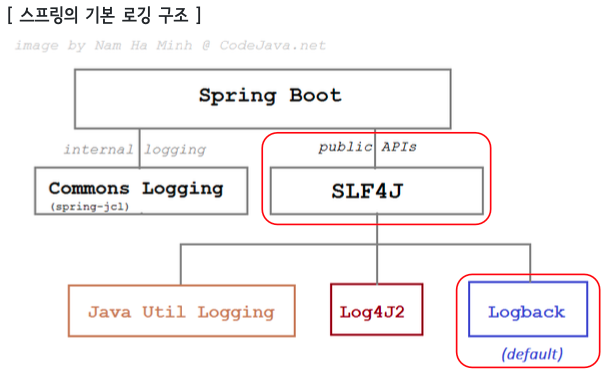 [ 스프링의 기본 로깅 구조 ]
image by Nam Ha Minh @ CodeJava.net
Spring Boot
internal logging
public APIs
Commons Logging
(spring-jcl)
SLF4J
Java Util Logging
Log4J2
Logback
(default)